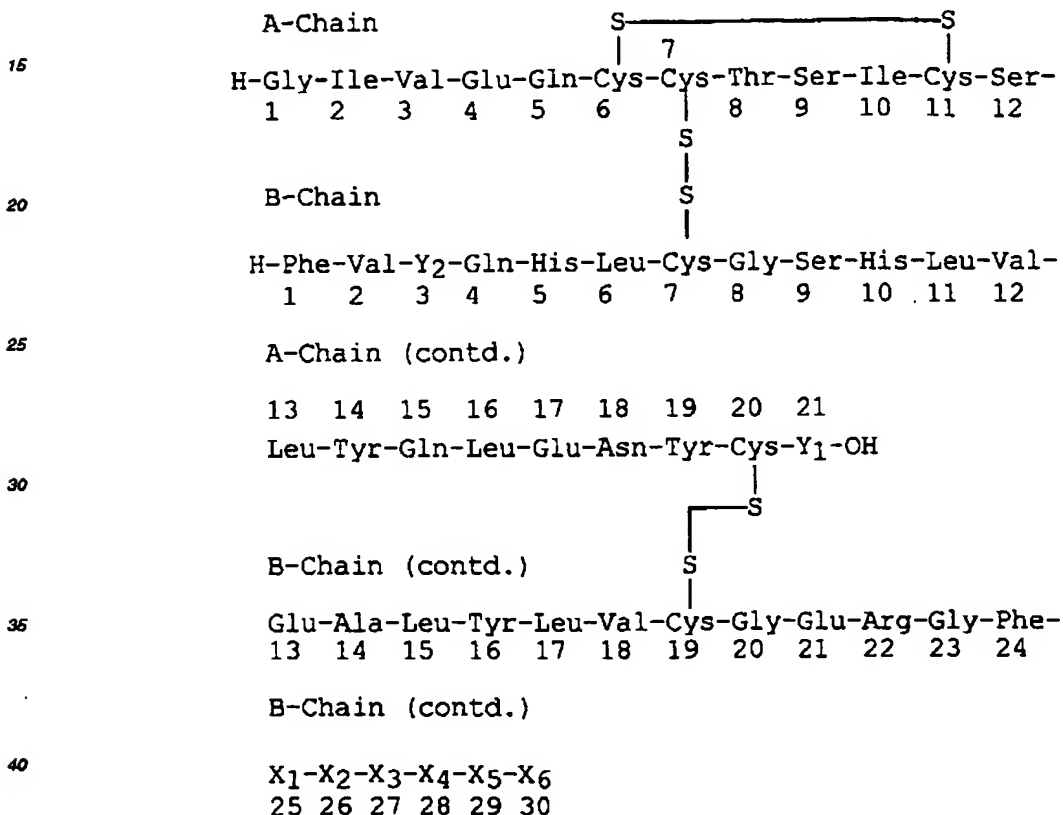 A-Chain
S S
7
15
H-Gly-Ile-Val-Glu-Gln-Cys-Cys-Thr-Ser-Ile-Cys-Ser-
1 2 3 4 5 6 8 9 10 11 12
S
20
B-Chain S
H-Phe-Val-Y2-Gln-His-Leu-Cys-Gly-Ser-His-Leu-Val-
1 2 3 4 5 6 7 8 9 10 . 11 12
25
A-Chain (contd.)
13 14 15 16 17 18 19 20 21
Leu-Tyr-Gln-Leu-Glu-Asn-Tyr-Cys-Y1-OH
30
S
B-Chain (contd.) S
35
Glu-Ala-Leu-Tyr-Leu-Val-Cys-Gly-Glu-Arg-Gly-Phe-
13 14 15 16 17 18 19 20 21 22 23 24
B-Chain (contd.)
40
X1-X2-X3-X4-X5-X6
25 26 27 28 29 30